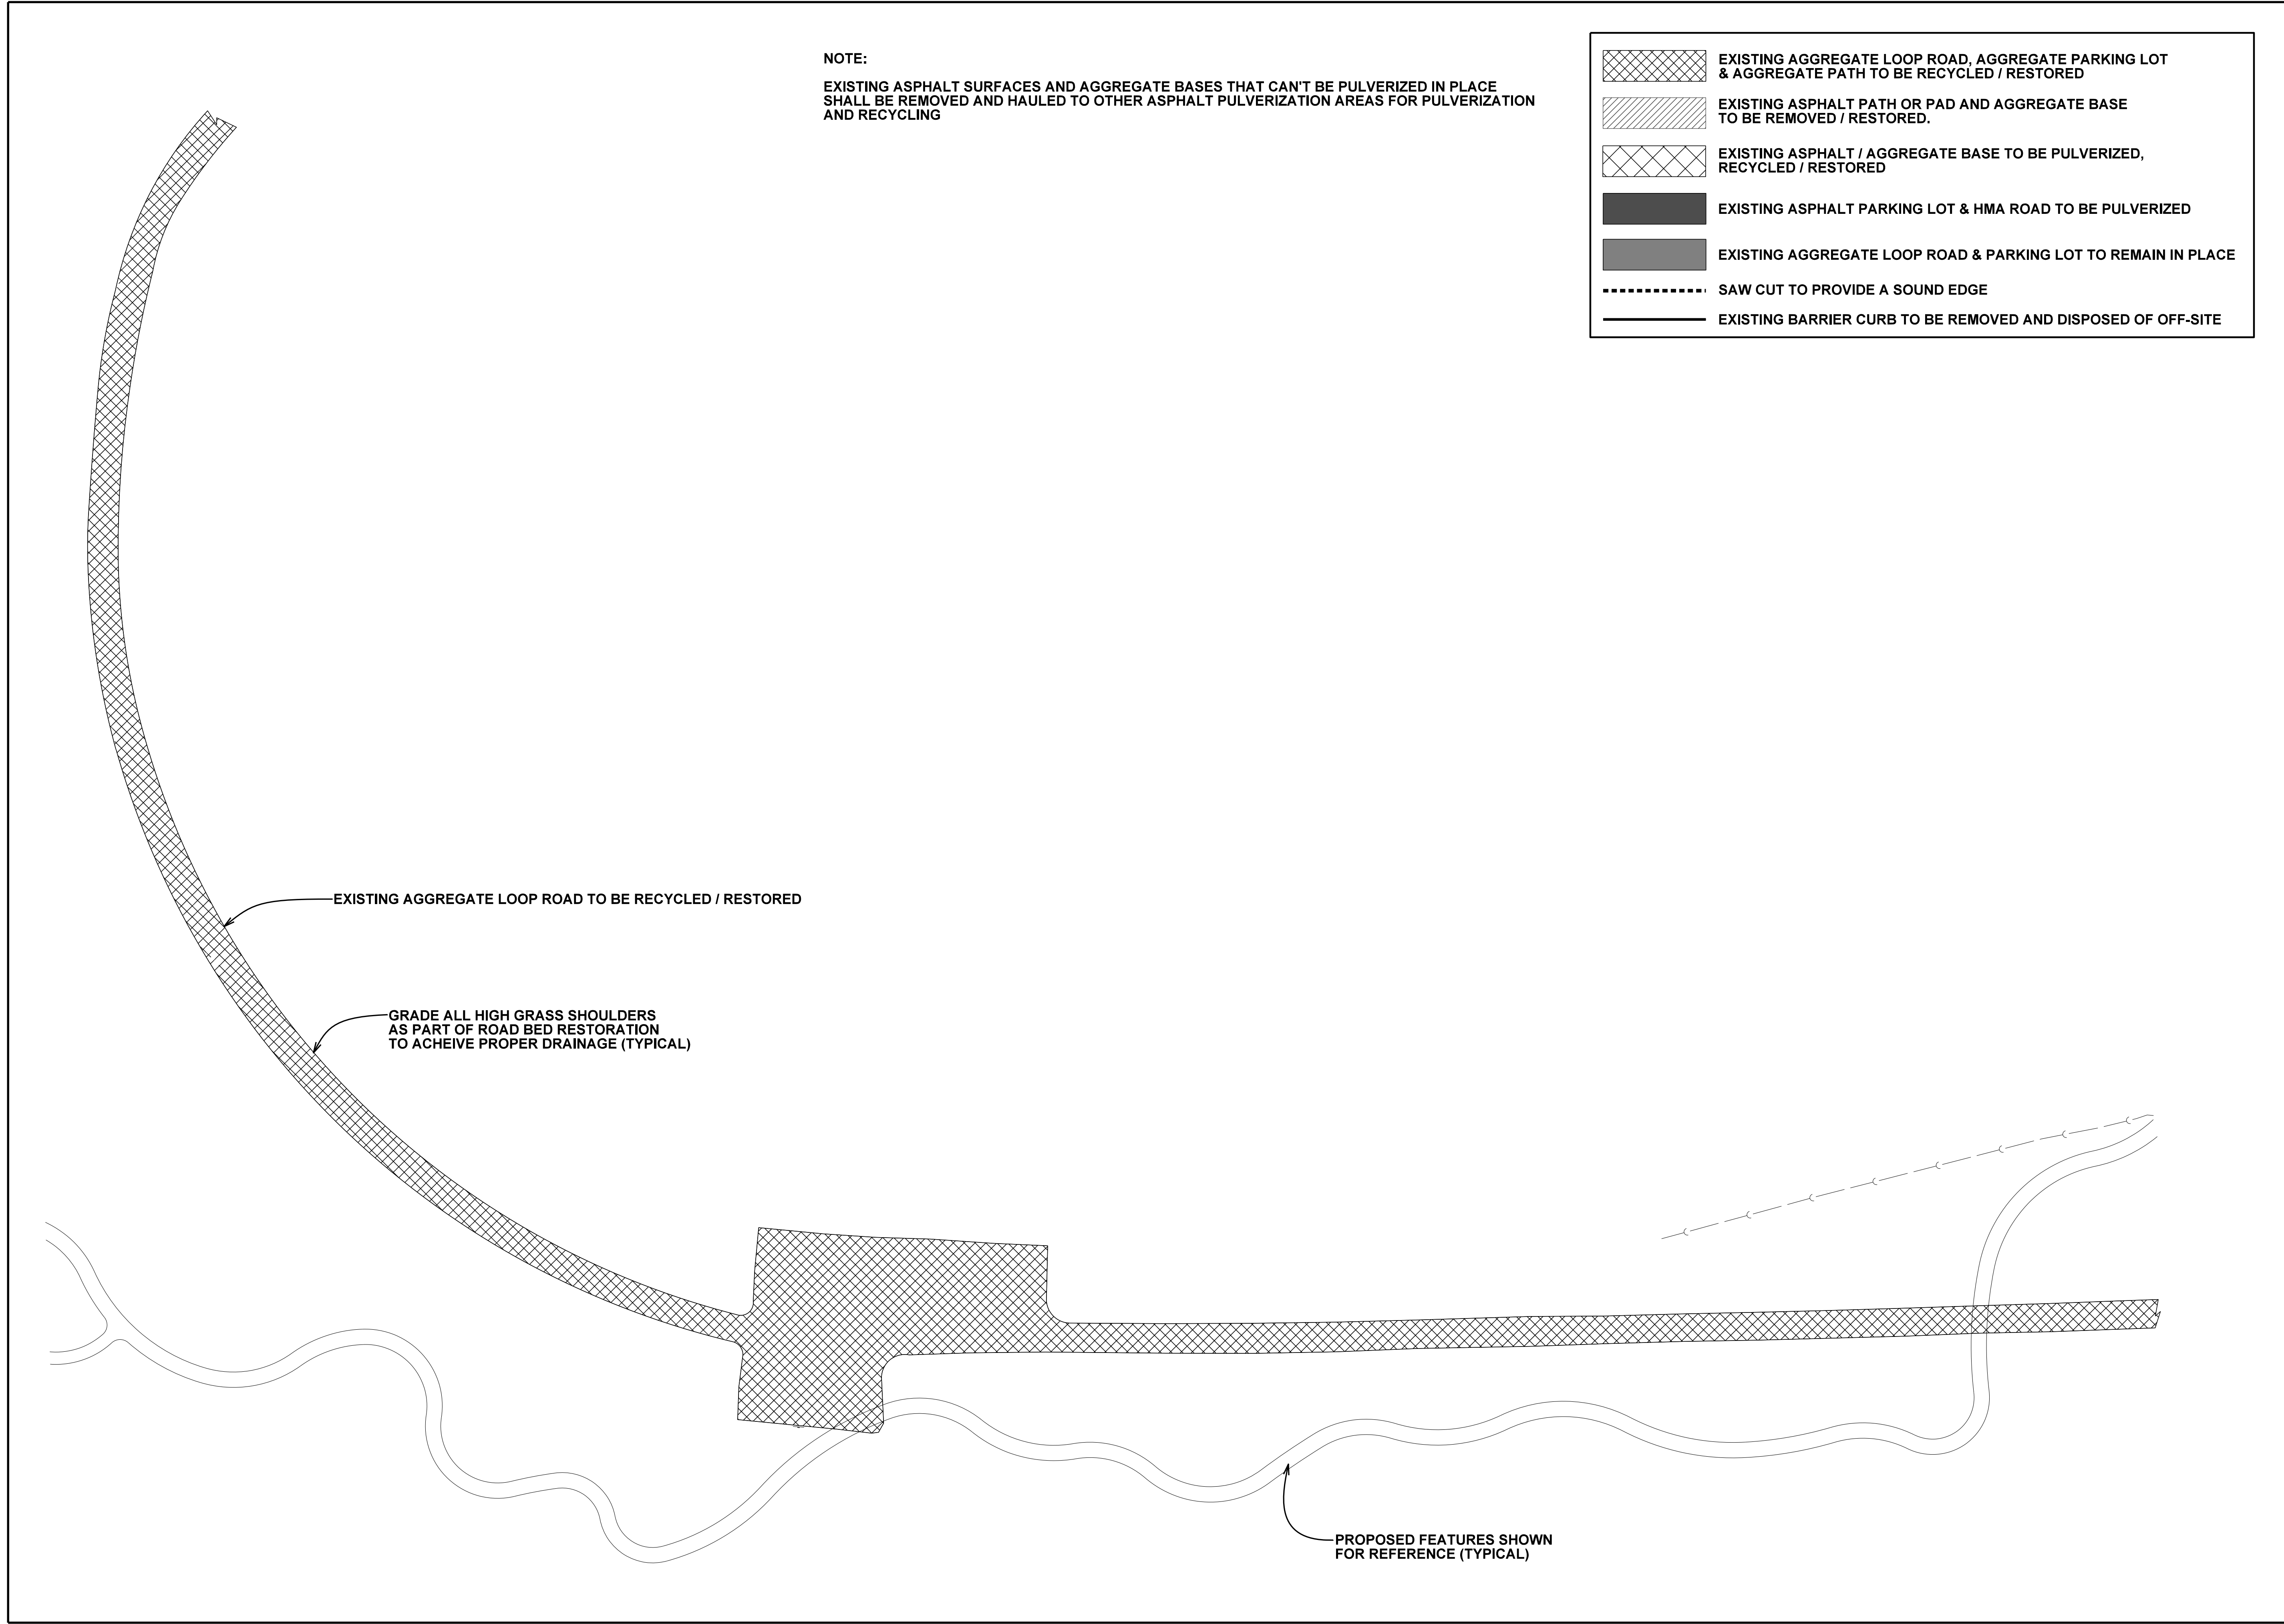 NOTE:
EXISTING ASPHALT SURFACES AND AGGREGATE BASES THAT CAN'T BE PULVERIZED IN PLACE
SHALL BE REMOVED AND HAULED TO OTHER ASPHALT PULVERIZATION AREAS FOR PULVERIZATION
AND RECYCLING
EXISTING AGGREGATE LOOP ROAD, AGGREGATE PARKING LOT
& AGGREGATE PATH TO BE RECYCLED / RESTORED
EXISTING ASPHALT PATH OR PAD AND AGGREGATE BASE
TO BE REMOVED / RESTORED.
EXISTING ASPHALT / AGGREGATE BASE TO BE PULVERIZED,
RECYCLED / RESTORED
EXISTING ASPHALT PARKING LOT & HMA ROAD TO BE PULVERIZED
EXISTING AGGREGATE LOOP ROAD & PARKING LOT TO REMAIN IN PLACE
SAW CUT TO PROVIDE A SOUND EDGE
EXISTING BARRIER CURB TO BE REMOVED AND DISPOSED OF OFF-SITE
EXISTING AGGREGATE LOOP ROAD TO BE RECYCLED / RESTORED
GRADE ALL HIGH GRASS SHOULDERS
AS PART OF ROAD BED RESTORATION
TO ACHEIVE PROPER DRAINAGE (TYPICAL)
PROPOSED FEATURES SHOWN
FOR REFERENCE (TYPICAL)